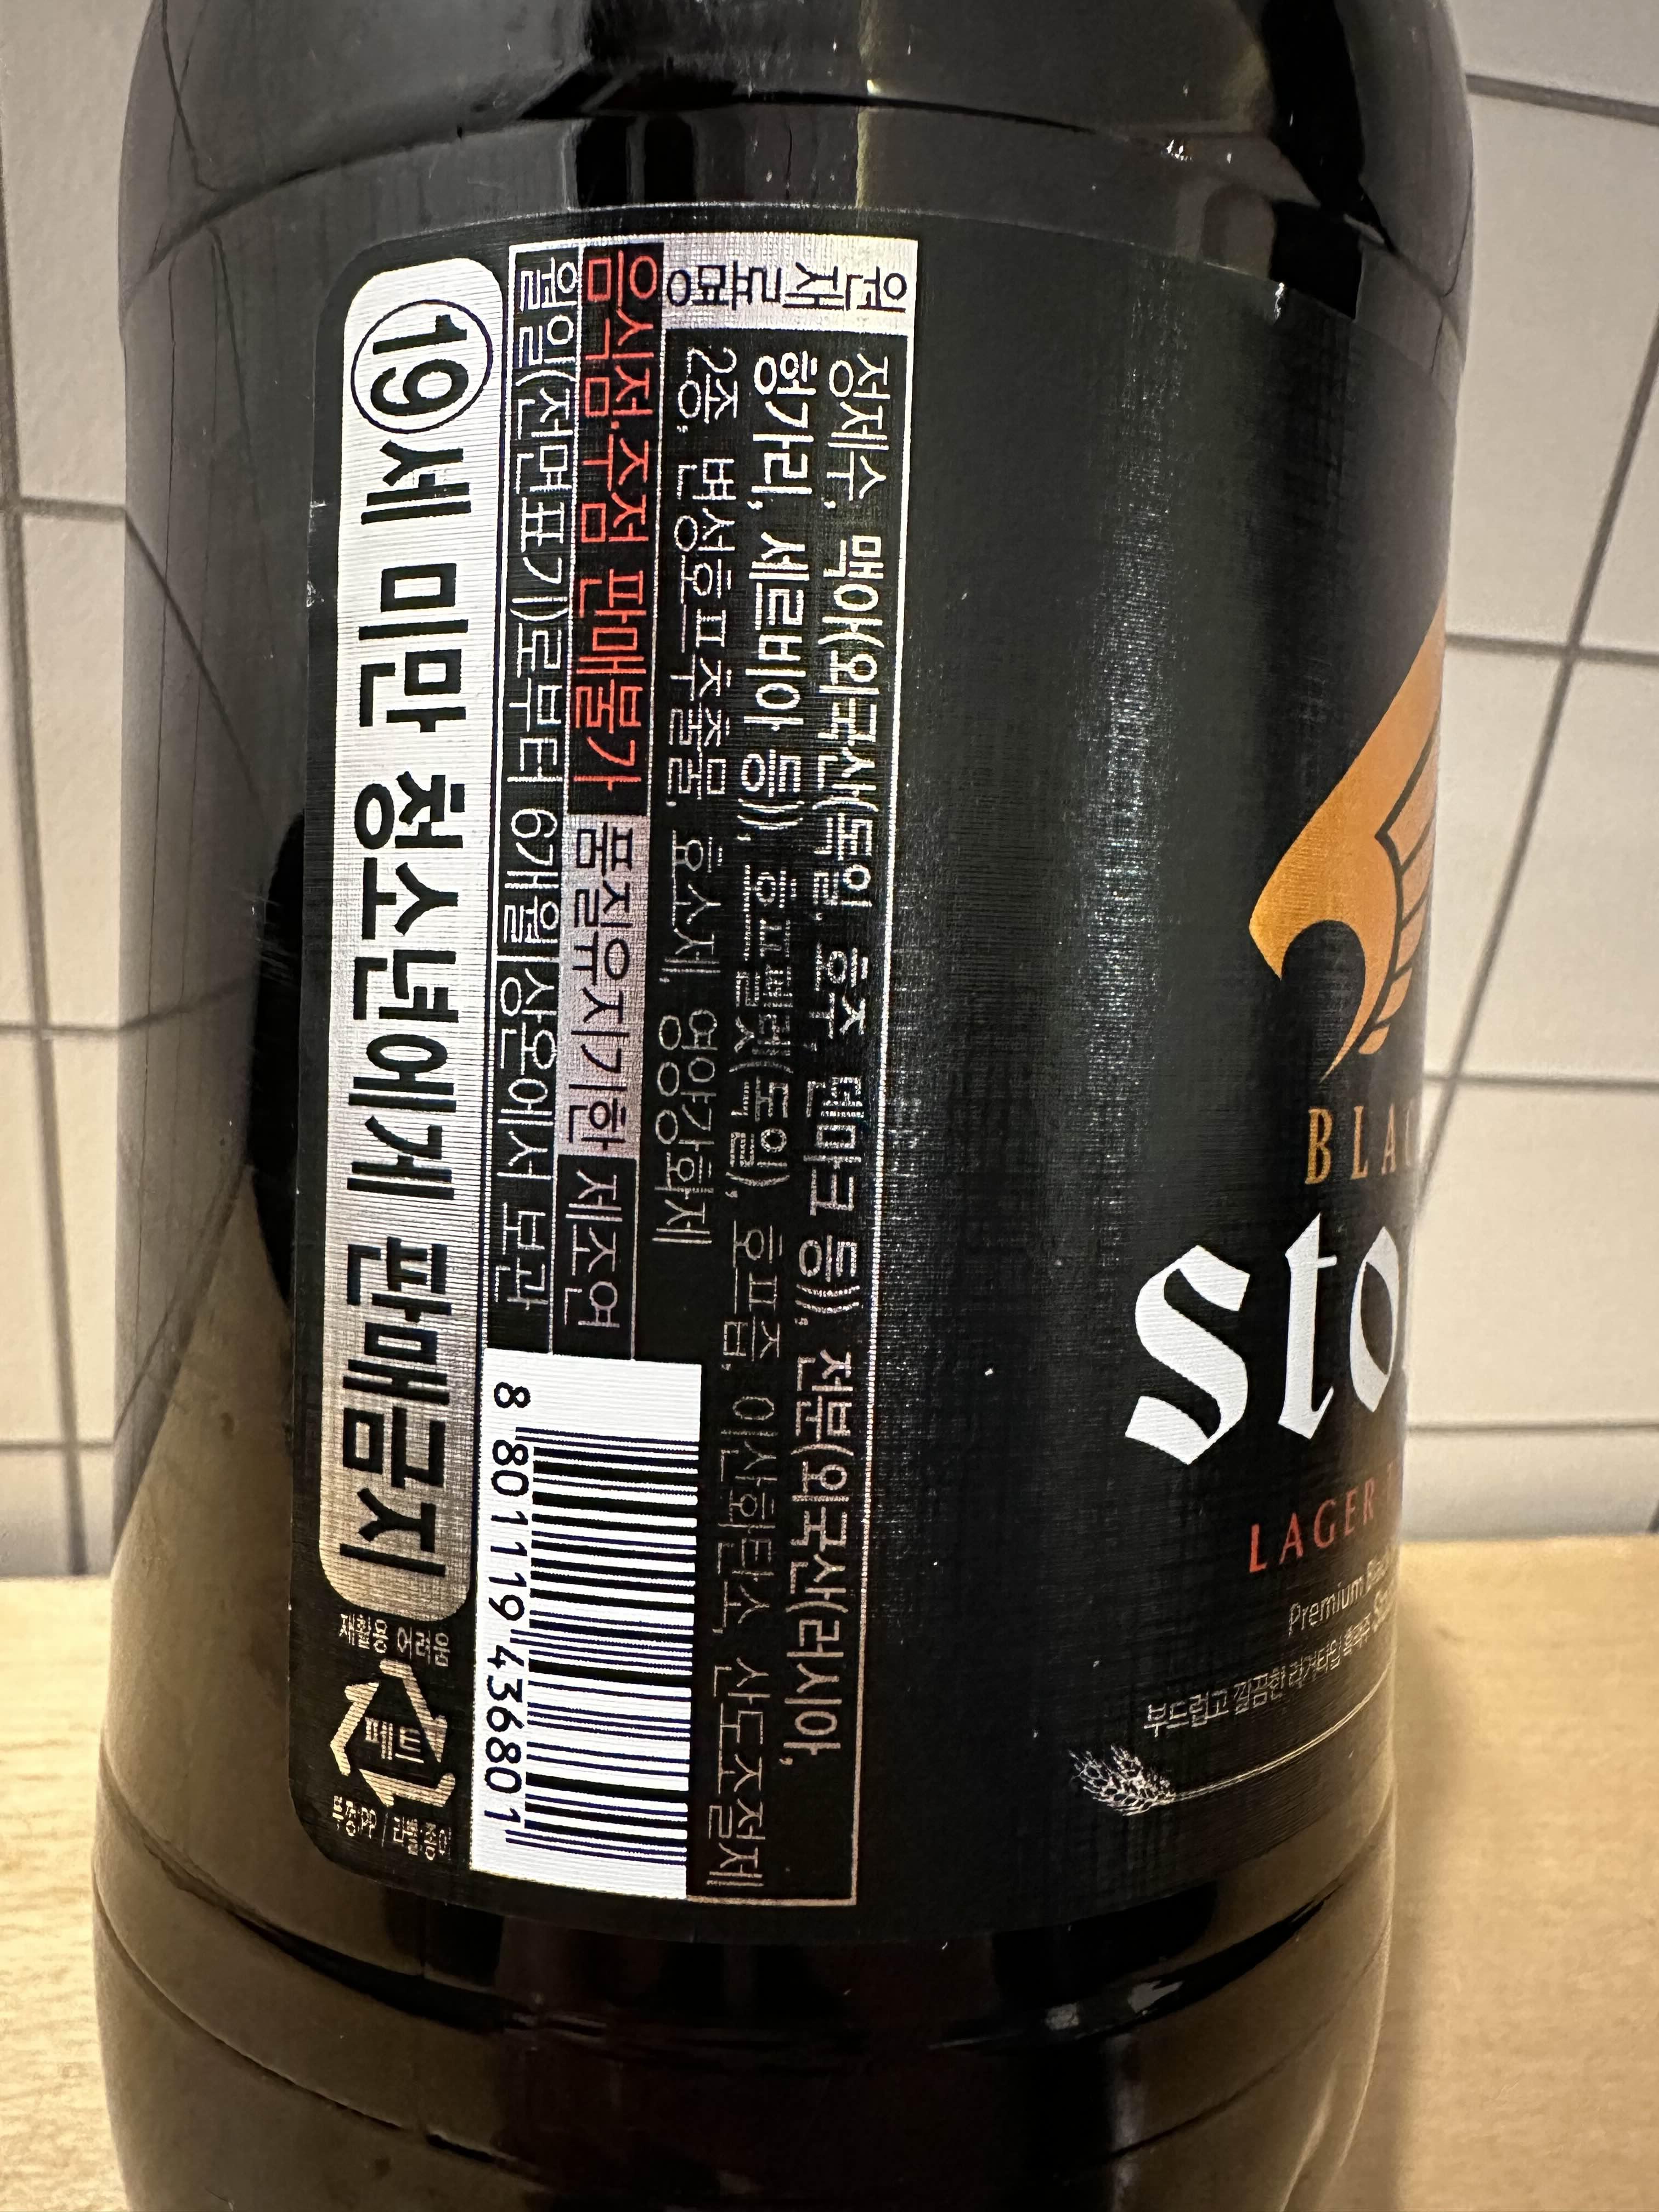 원재료명
정제수, 맥아(외국산(독일, 호주, 덴마크 등)), 전분(외국산(러시아,
헝가리, 세르비아 등)), 호프펠렛(독일), 호프즙, 이산화탄소, 산도조절제
2종, 변성호프추출물, 효소제, 영양강화제
음식점.주점 판매불가 품질유지기한 제조연
월일(전면표기)로부터 6개월 상온에서 보관
8 801119 943680 1
19세 미만 청소년에게 판매금지
재활용 어려움
페트
뚜껑:PP / 라벨:종이
BLAC
Sto
LAGER
Premium Blac
부드럽고 깔끔한 라거타입 흑맥주